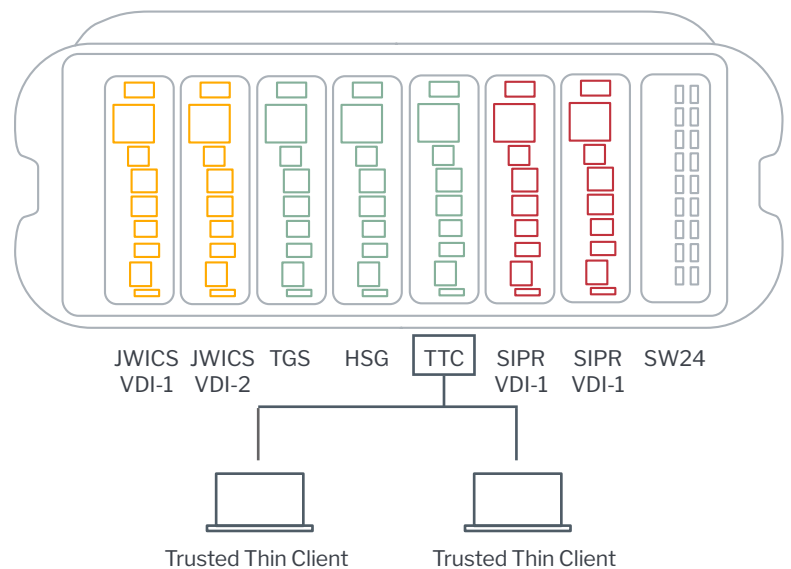 JWICS VDI-1
JWICS VDI-2
TGS
HSG
TTC
SIPR VDI-1
SIPR VDI-1
SW24
Trusted Thin Client
Trusted Thin Client